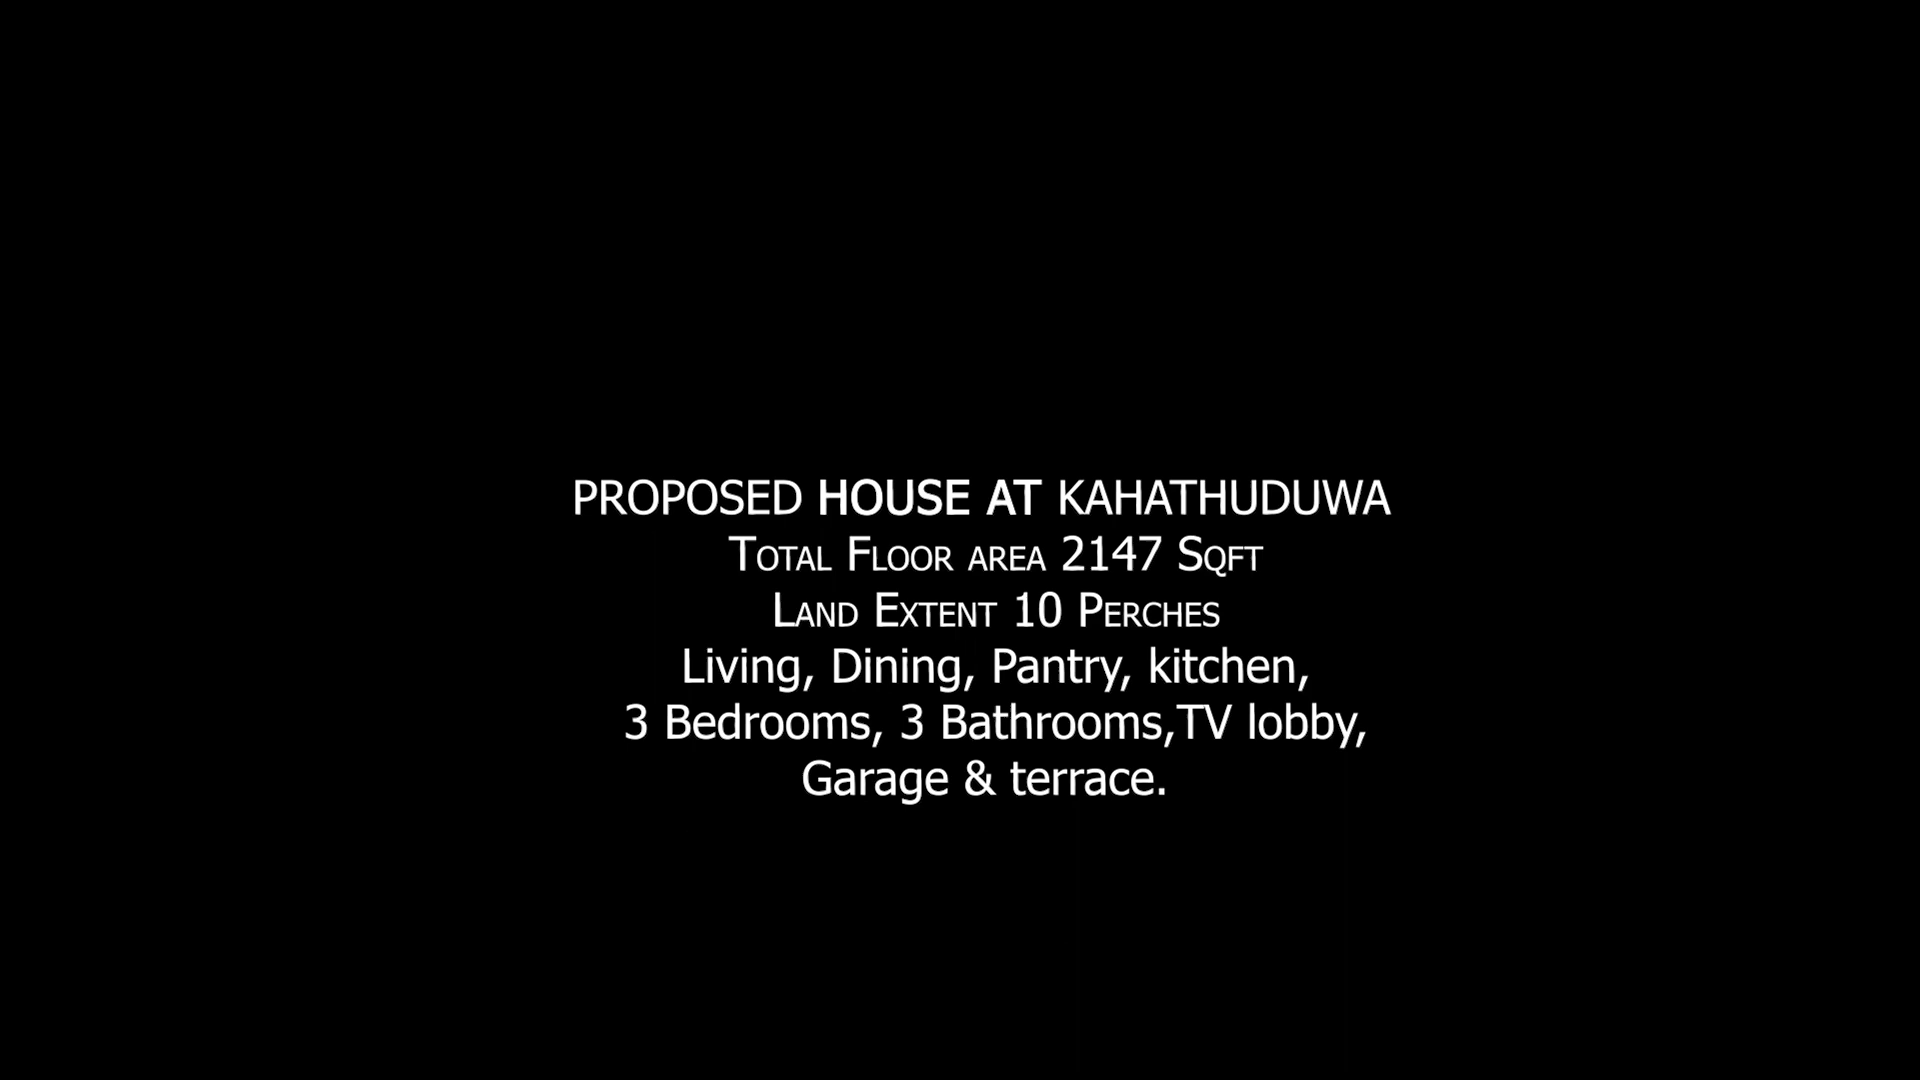 PROPOSED HOUSE AT KAHATHUDUWA
Total Floor area 2147 Sqft
Land Extent 10 Perches
Living, Dining, Pantry, kitchen,
3 Bedrooms, 3 Bathrooms,TV lobby,
Garage & terrace.